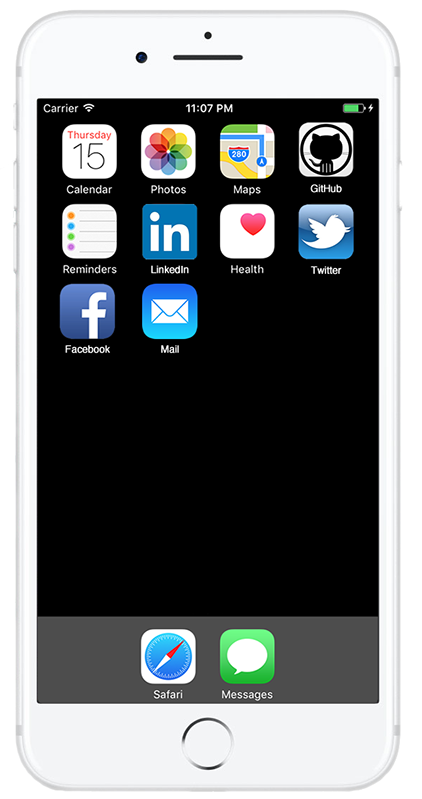 Carrier 11:07 PM
Thursday
15
280
Calendar Photos Maps GitHub
in
Reminders LinkedIn Health Twitter
f
Facebook Mail
Safari Messages